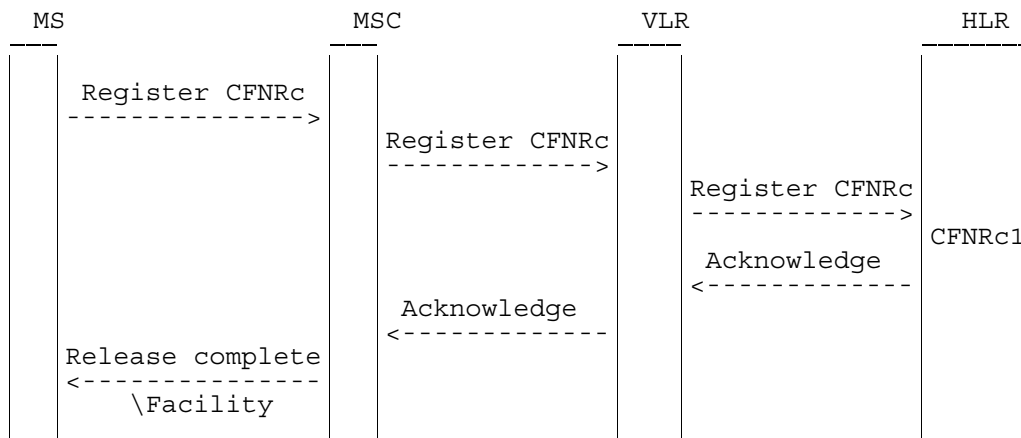 MS MSC VLR HLR
Register CFNRc
--------------->
Register CFNRc
------------->
Register CFNRc
------------->
CFNRc1
Acknowledge
<-------------
Acknowledge
<-------------
Release complete
<---------------
\Facility